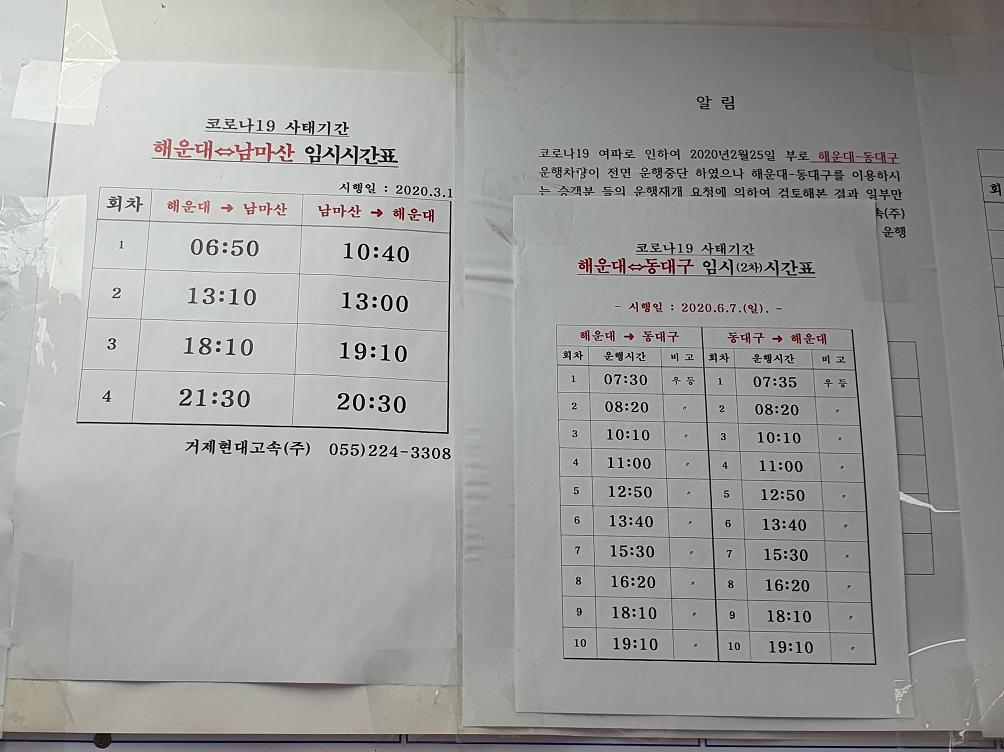 코로나19 사태기간
해운대⇔남마산 임시시간표
시행일 : 2020.3.1
회차 해운대 → 남마산 남마산 → 해운대
1 06:50 10:40
2 13:10 13:00
3 18:10 19:10
4 21:30 20:30
거제현대고속(주) 055)224-3308
알 림
코로나19 여파로 인하여 2020년2월25일 부로 해운대-동대구
운행차량이 전면 운행중단 하였으나 해운대-동대구를 이용하시
는 승객분 들의 운행재개 요청에 의하여 검토해본 결과 일부만
속(주)
운행
코로나19 사태기간
해운대⇔동대구 임시(2차)시간표
- 시행일 : 2020.6.7.(일). -
해운대 → 동대구 동대구 → 해운대
회차 운행시간 비 고 회차 운행시간 비 고
1 07:30 우 등 1 07:35 우 등
2 08:20 〃 2 08:20 〃
3 10:10 〃 3 10:10 〃
4 11:00 〃 4 11:00 〃
5 12:50 〃 5 12:50 〃
6 13:40 〃 6 13:40 〃
7 15:30 〃 7 15:30 〃
8 16:20 〃 8 16:20 〃
9 18:10 〃 9 18:10 〃
10 19:10 〃 10 19:10 〃
회